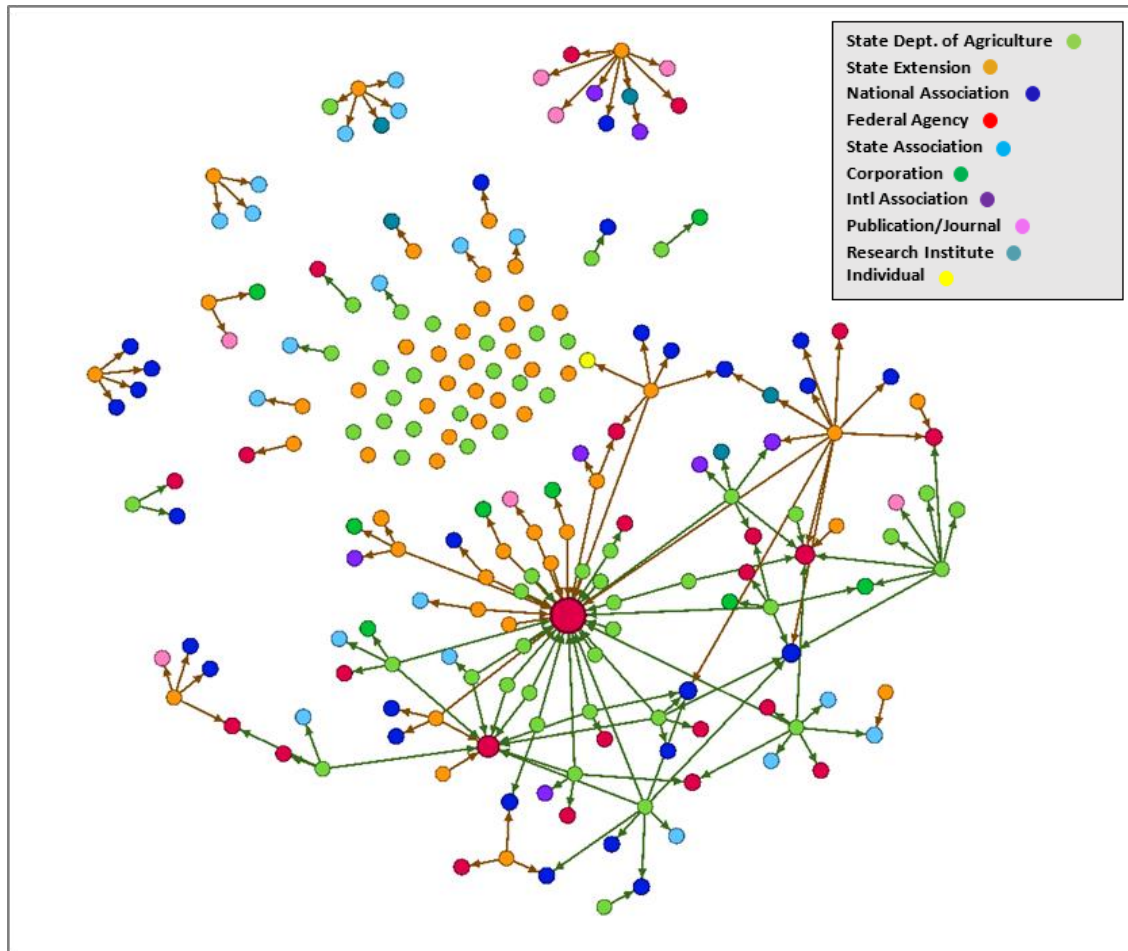 State Dept. of Agriculture
State Extension
National Association
Federal Agency
State Association
Corporation
Intl Association
Publication/Journal
Research Institute
Individual